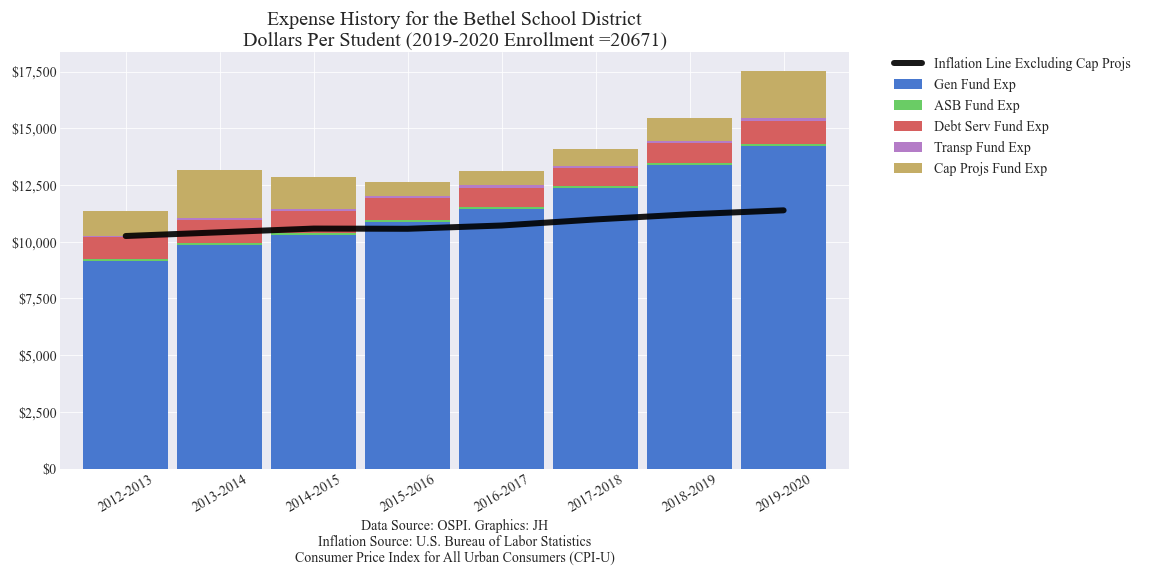 Expense History for the Bethel School District
Dollars Per Student (2019-2020 Enrollment =20671)
Inflation Line Excluding Cap Projs
Gen Fund Exp
ASB Fund Exp
Debt Serv Fund Exp
Transp Fund Exp
Cap Projs Fund Exp
$17,500
$15,000
$12,500
$10,000
$7,500
$5,000
$2,500
$0
2012-2013
2013-2014
2014-2015
2015-2016
2016-2017
2017-2018
2018-2019
2019-2020
Data Source: OSPI. Graphics: JH
Inflation Source: U.S. Bureau of Labor Statistics
Consumer Price Index for All Urban Consumers (CPI-U)